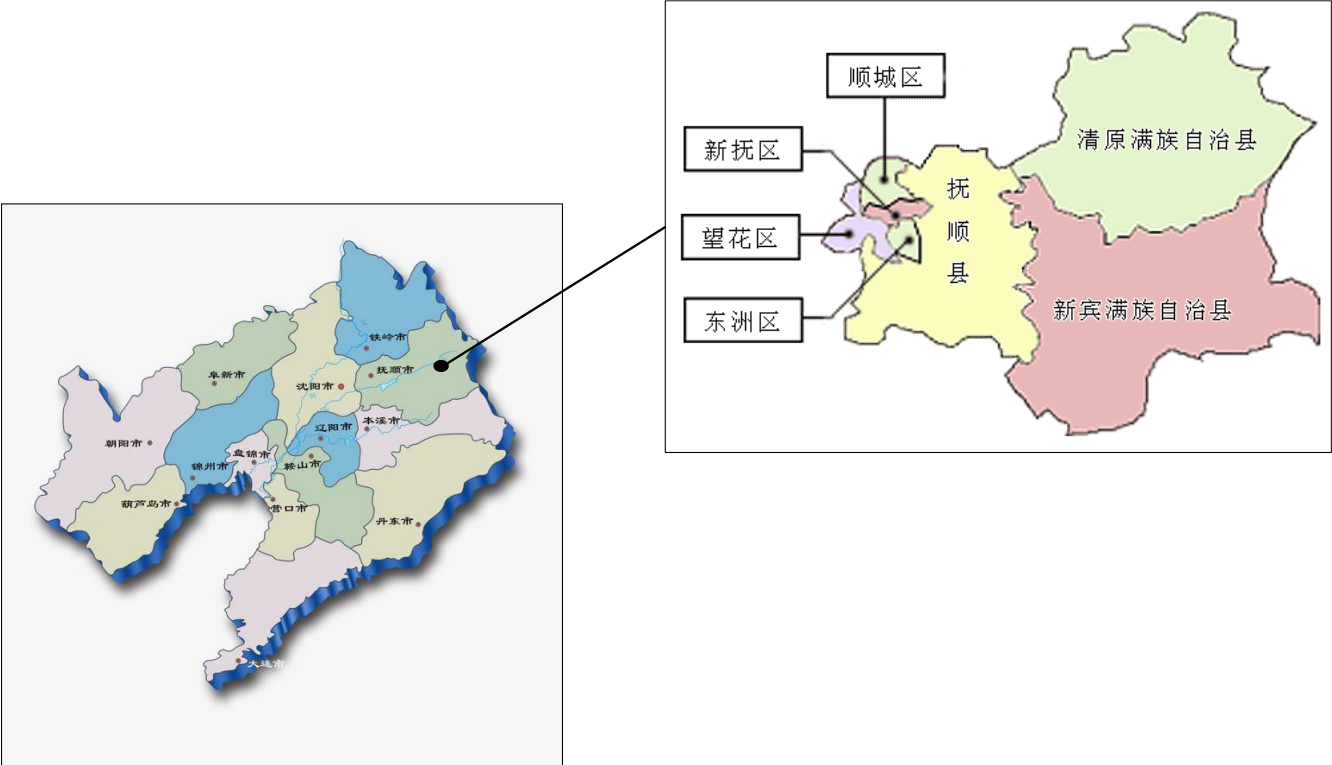 顺城区
清原满族自治县
新抚区
抚顺县
望花区
新宾满族自治县
东洲区
铁岭市
抚顺市
阜新市
沈阳市
本溪市
辽阳市
朝阳市
盘锦市
鞍山市
锦州市
葫芦岛市
营口市
丹东市
大连市